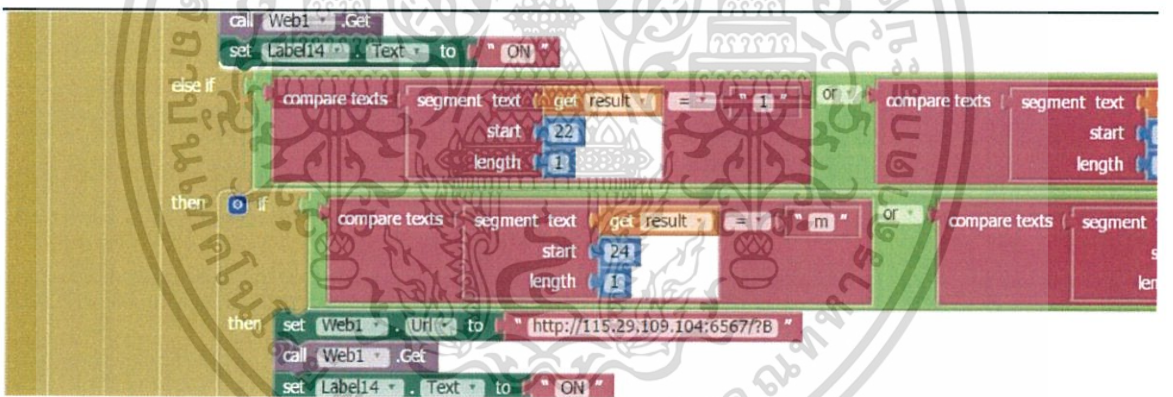 call Web1 .Get
set Label14 . Text to " ON "
else if compare texts segment text get result = " 1 " or compare texts segment text
start 22 start
length 1 length
then if compare texts segment text get result = " m " or compare texts segment
start 24
length 1
then set Web1 . Url to " http://115.29.109.104:6567/?B "
call Web1 .Get
set Label14 . Text to " ON "